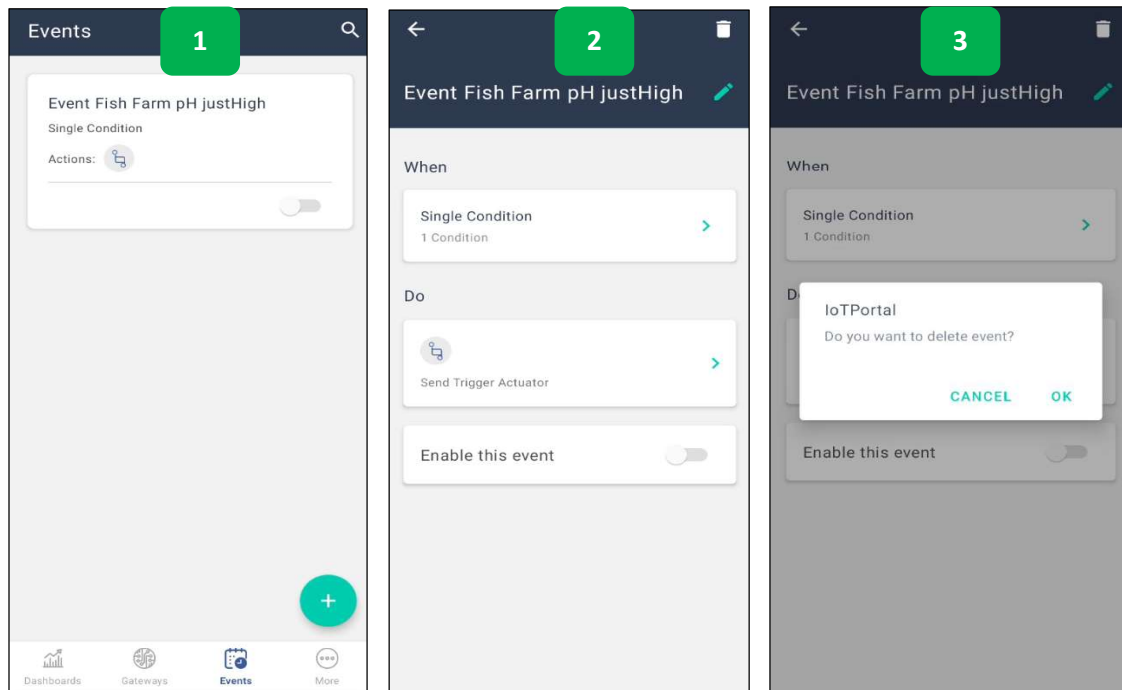 1
Events
Event Fish Farm pH justHigh
Single Condition
Actions:
Dashboards
Gateways
Events
More
2
Event Fish Farm pH justHigh
When
Single Condition
1 Condition
Do
Send Trigger Actuator
Enable this event
3
Event Fish Farm pH justHigh
When
Single Condition
1 Condition
D
IoTPortal
Do you want to delete event?
CANCEL OK
Enable this event